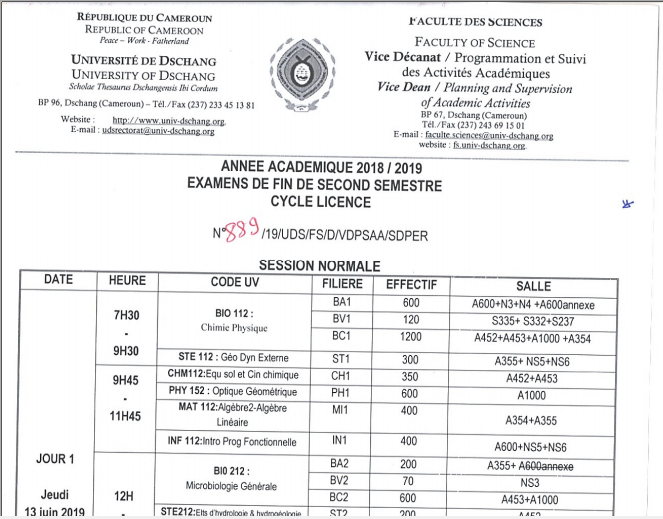 RÉPUBLIQUE DU CAMEROUN
REPUBLIC OF CAMEROON
Peace – Work - Fatherland
UNIVERSITÉ DE DSCHANG
UNIVERSITY OF DSCHANG
Scholae Thesaurus Dschangensis Ibi Cordum
BP 96, Dschang (Cameroun) – Tél./Fax (237) 233 45 13 81
Website : http://www.univ-dschang.org.
E-mail : udsrectorat@univ-dschang.org
FACULTE DES SCIENCES
FACULTY OF SCIENCE
Vice Décanat / Programmation et Suivi
des Activités Académiques
Vice Dean / Planning and Supervision
of Academic Activities
BP 67, Dschang (Cameroun)
Tél./Fax (237) 243 69 15 01
E-mail : faculte.sciences@univ-dschang.org
website : fs.univ-dschang.org
ANNEE ACADEMIQUE 2018 / 2019
EXAMENS DE FIN DE SECOND SEMESTRE
CYCLE LICENCE
N° 889 /19/UDS/FS/D/VDPSAA/SDPER
SESSION NORMALE
DATE HEURE CODE UV FILIERE EFFECTIF SALLE
7H30 - 9H30
BIO 112 :
Chimie Physique
BA1 600 A600+N3+N4 +A600annexe
BV1 120 S335+ S332+S237
BC1 1200 A452+A453+A1000 +A354
STE 112 : Géo Dyn Externe ST1 300 A355+ NS5+NS6
9H45 - 11H45
CHM112:Equ sol et Cin chimique CH1 350 A452+A453
PHY 152 : Optique Géométrique PH1 600 A1000
MAT 112:Algèbre2-Algèbre
Linéaire
MI1 400 A354+A355
INF 112:Intro Prog Fonctionnelle IN1 400 A600+NS5+NS6
JOUR 1
Jeudi
13 juin 2019
12H
-
BIO 212 :
Microbiologie Générale
BA2 200 A355+ A600annexe
BV2 70 NS3
BC2 600 A453+A1000
STE212:Elts d'hydrologie & hydrogéologie ST2 200 A452